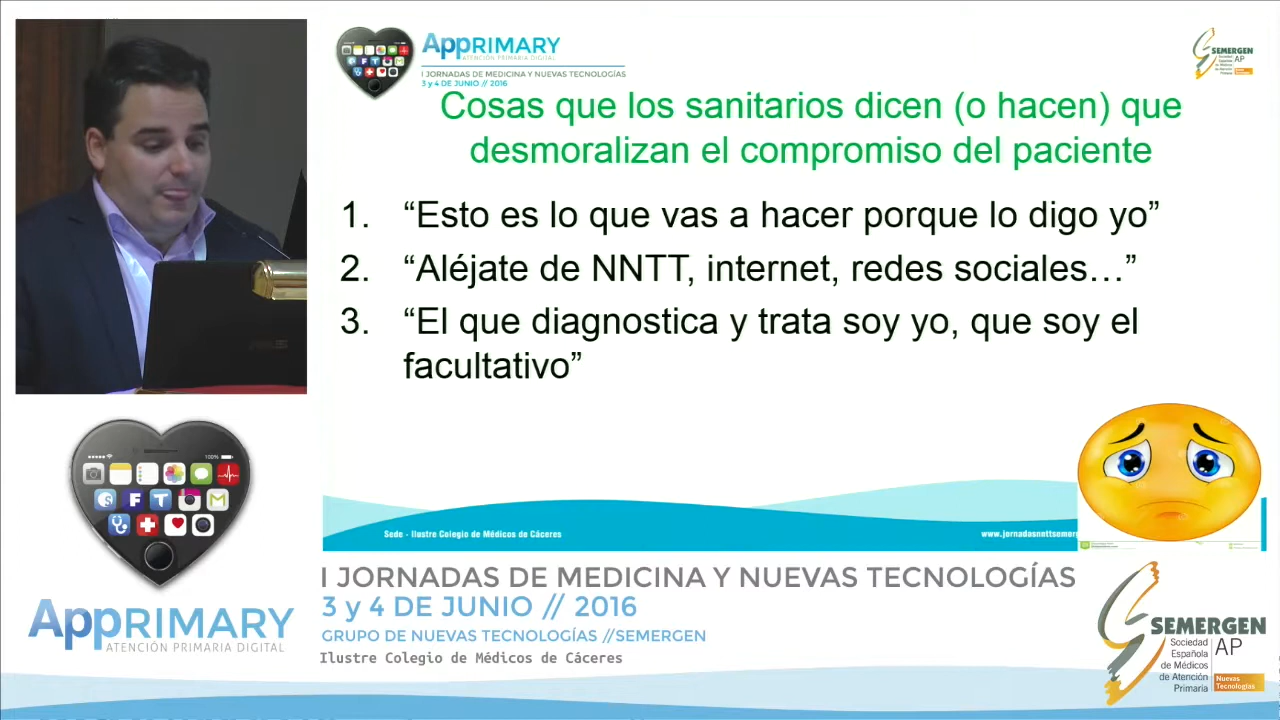 AppRIMARY
ATENCIÓN PRIMARIA DIGITAL
I JORNADAS DE MEDICINA Y NUEVAS TECNOLOGÍAS
3 y 4 DE JUNIO // 2016
SEMERGEN
AP
Cosas que los sanitarios dicen (o hacen) que
desmoralizan el compromiso del paciente
1. “Esto es lo que vas a hacer porque lo digo yo”
2. “Aléjate de NNTT, internet, redes sociales…”
3. “El que diagnostica y trata soy yo, que soy el
facultativo”
Sede - Ilustre Colegio de Médicos de Cáceres
www.jornadasnettsemer
100%
AppRIMARY
ATENCIÓN PRIMARIA DIGITAL
I JORNADAS DE MEDICINA Y NUEVAS TECNOLOGÍAS
3 y 4 DE JUNIO // 2016
GRUPO DE NUEVAS TECNOLOGÍAS //SEMERGEN
Ilustre Colegio de Médicos de Cáceres
SEMERGEN
Sociedad
Española
de Médicos
de Atención
Primaria
AP
Nuevas
Tecnologías